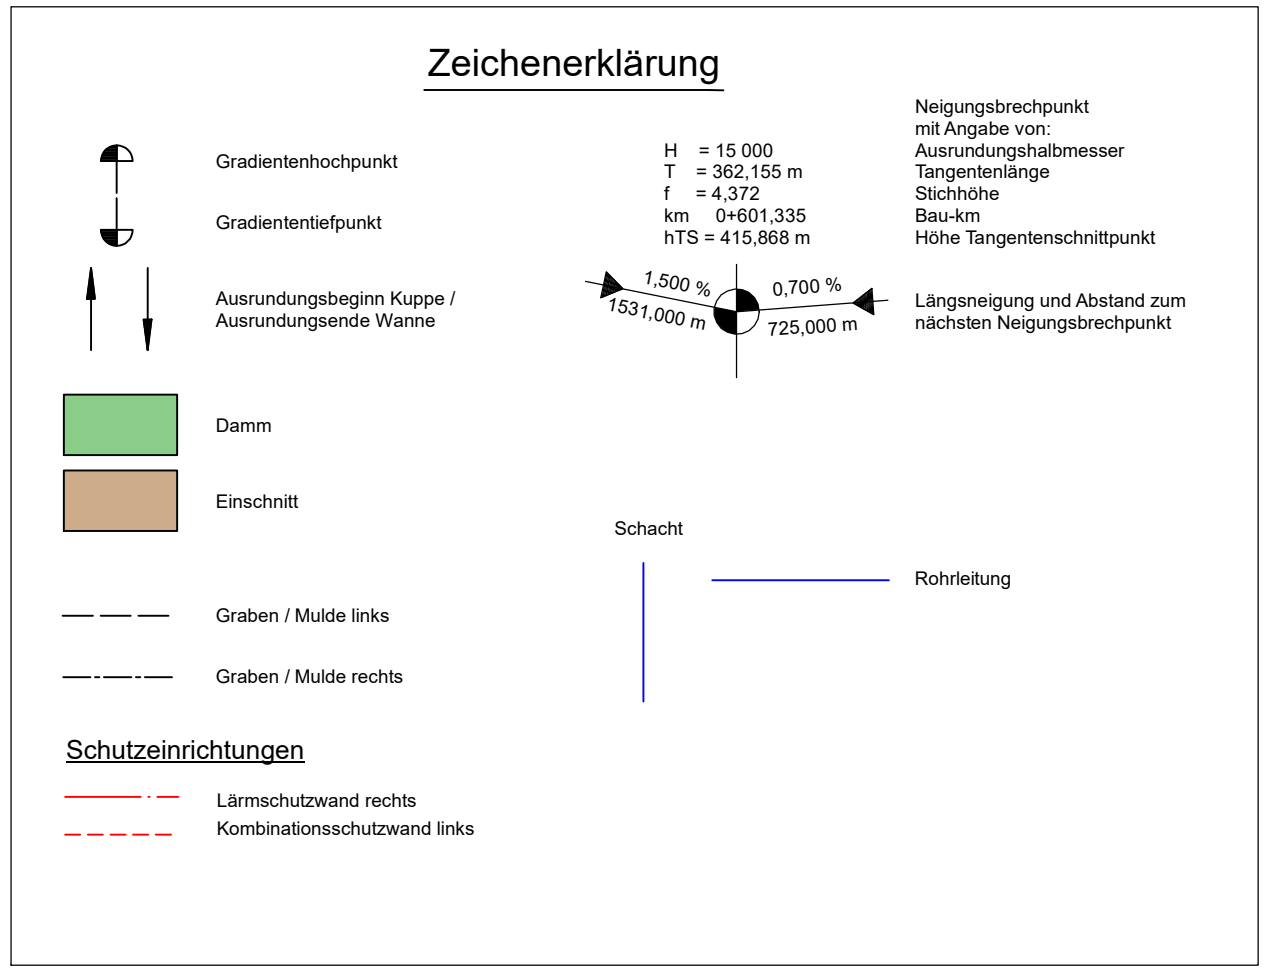 Zeichenerklärung
Gradientenhochpunkt
Gradiententiefpunkt
Ausrundungsbeginn Kuppe /
Ausrundungsende Wanne
Damm
Einschnitt
Graben / Mulde links
Graben / Mulde rechts
Schutzeinrichtungen
Lärmschutzwand rechts
Kombinationsschutzwand links
H = 15 000
T = 362,155 m
f = 4,372
km 0+601,335
hTS = 415,868 m
1,500 %
1531,000 m
0,700 %
725,000 m
Neigungsbrechpunkt
mit Angabe von:
Ausrundungshalbmesser
Tangentenlänge
Stichhöhe
Bau-km
Höhe Tangentenschnittpunkt
Längsneigung und Abstand zum
nächsten Neigungsbrechpunkt
Schacht
Rohrleitung